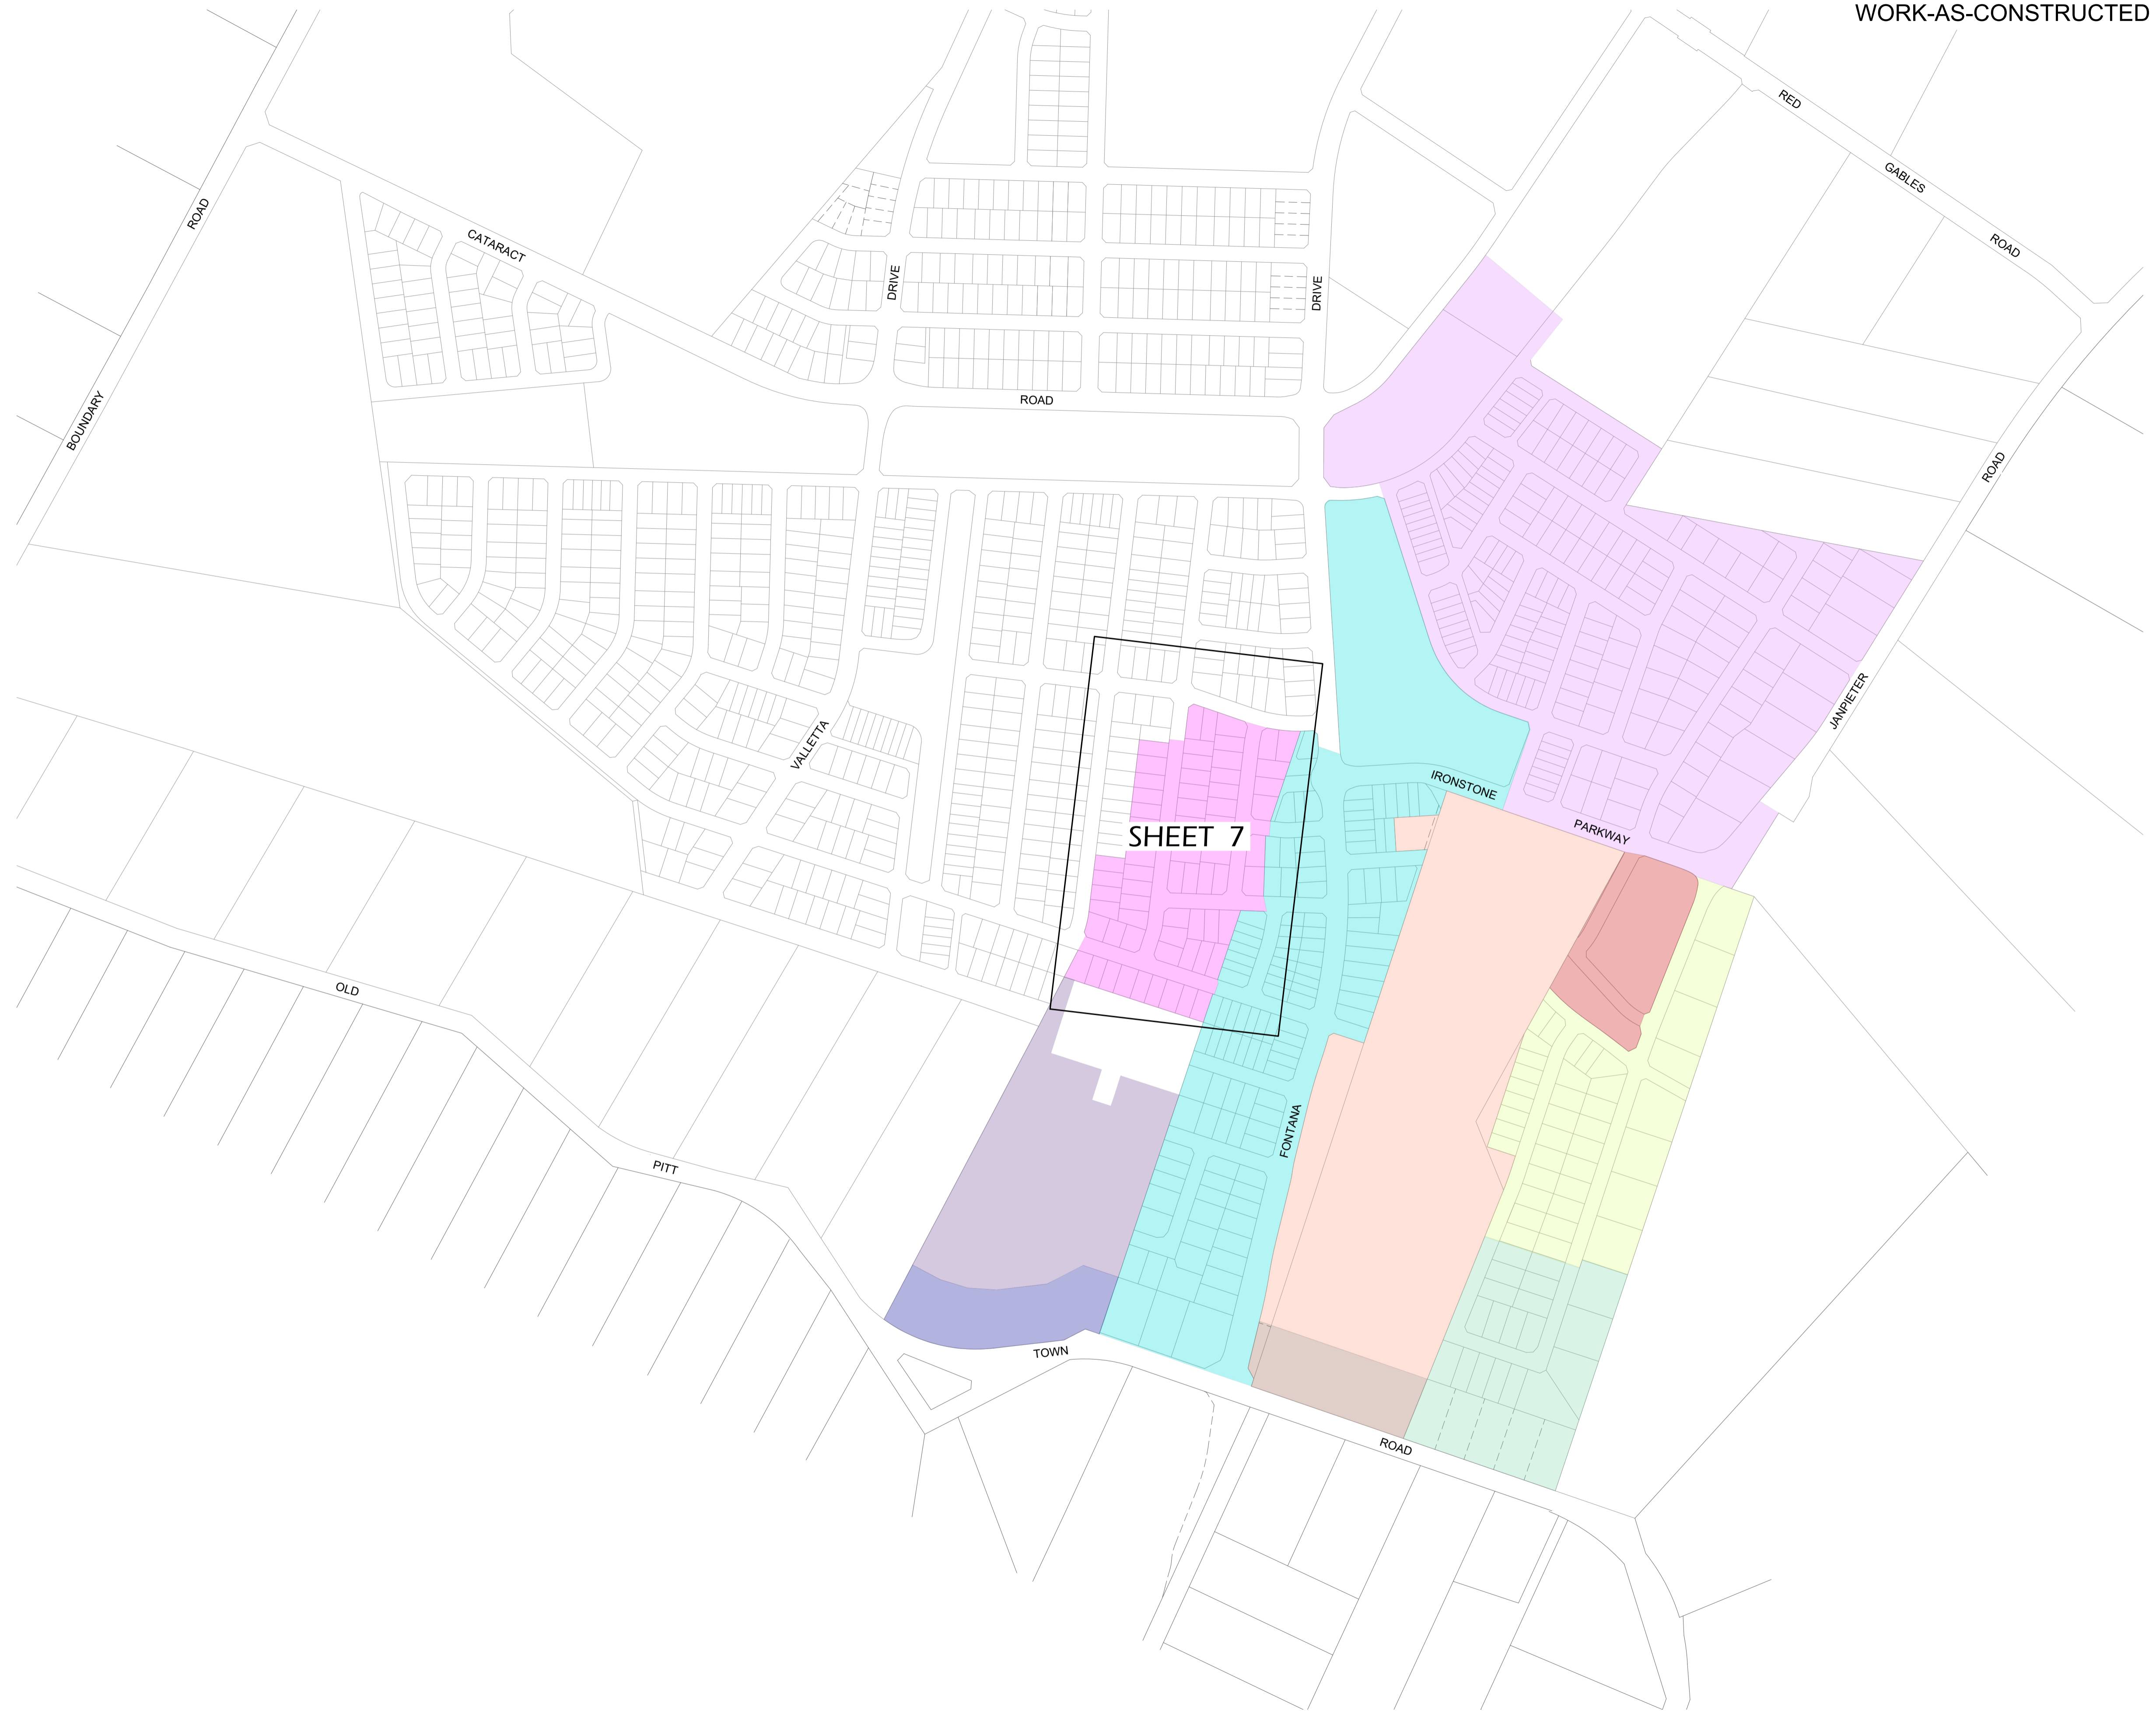 WORK-AS-CONSTRUCTED
RED
GABLES
ROAD
ROAD
CATARACT
DRIVE
DRIVE
ROAD
BOUNDARY
ROAD
JANPIETER
VALLETTA
IRONSTONE
PARKWAY
SHEET 7
OLD
FONTANA
PITT
TOWN
ROAD